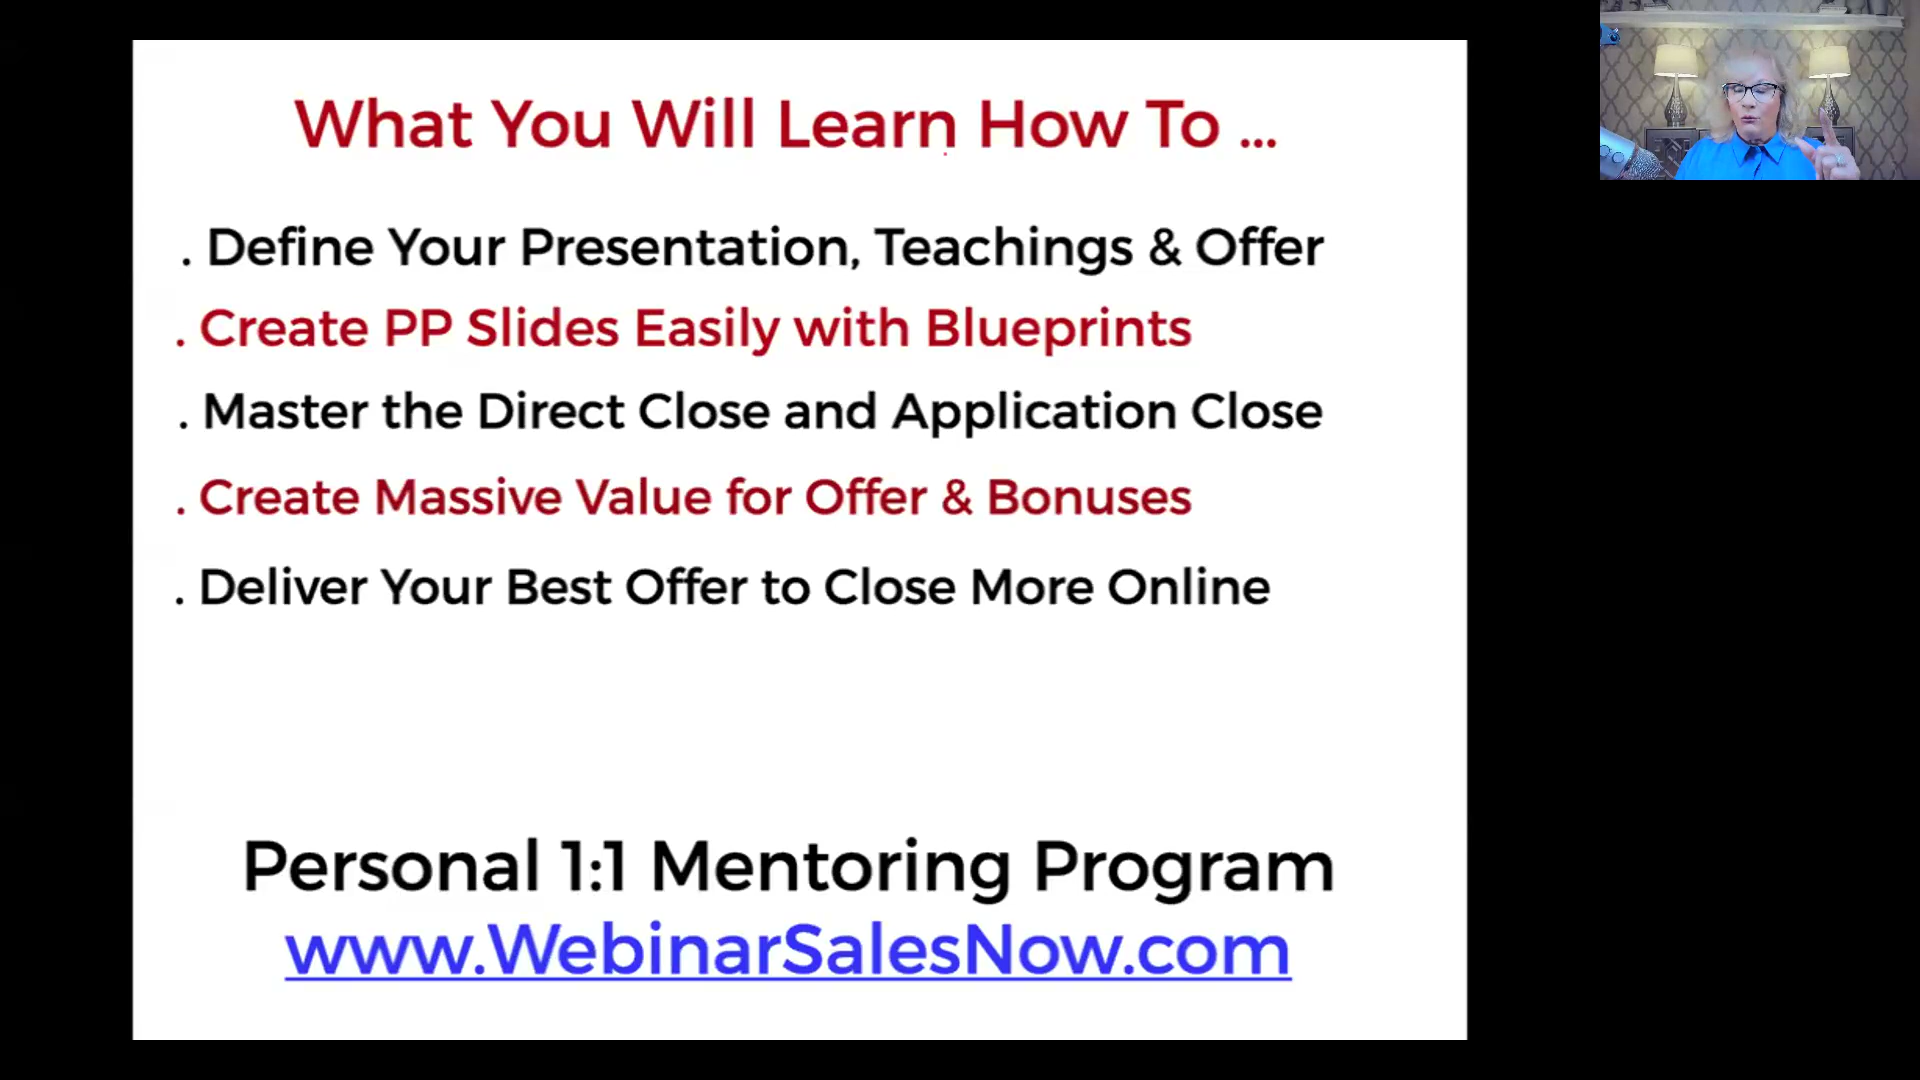 What You Will Learn How To ...
. Define Your Presentation, Teachings & Offer
. Create PP Slides Easily with Blueprints
. Master the Direct Close and Application Close
. Create Massive Value for Offer & Bonuses
. Deliver Your Best Offer to Close More Online
Personal 1:1 Mentoring Program
www.WebinarSalesNow.com